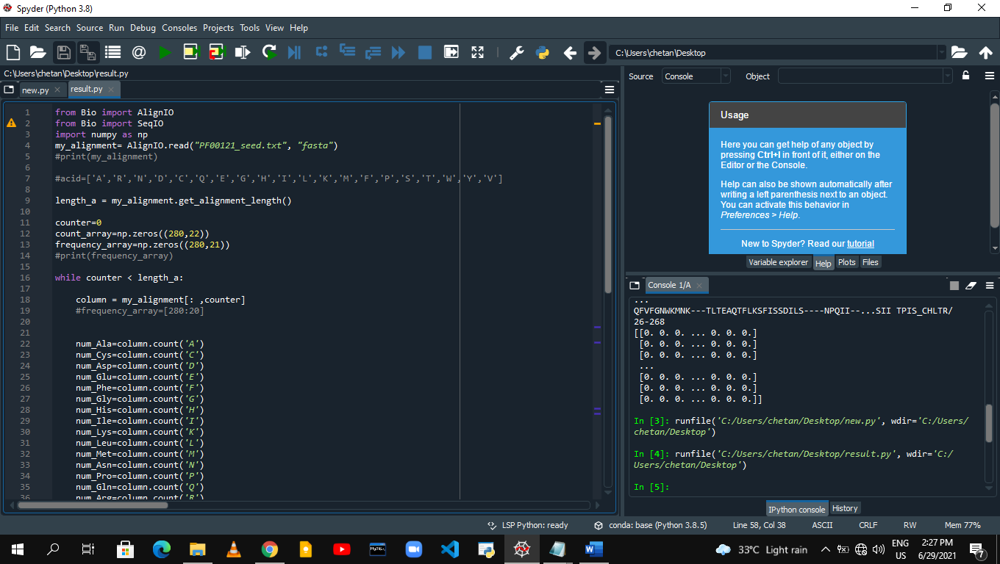 Spyder (Python 3.8)
File Edit Search Source Run Debug Consoles Projects Tools View Help
C:\Users\chetan\Desktop
C:\Users\chetan\Desktop\result.py
new.py
result.py
1 from Bio import AlignIO
2 from Bio import SeqIO
3 import numpy as np
4 my_alignment= AlignIO.read("PF00121_seed.txt", "fasta")
5 #print(my_alignment)
6
7 #acid=['A','R','N','D','C','Q','E','G','H','I','L','K','M','F','P','S','T','W','Y','V']
8
9 length_a = my_alignment.get_alignment_length()
10
11 counter=0
12 count_array=np.zeros((280,22))
13 frequency_array=np.zeros((280,21))
14 #print(frequency_array)
15
16 while counter < length_a:
17
18 column = my_alignment[: ,counter]
19 #frequency_array=[280:20]
20
21
22 num_Ala=column.count('A')
23 num_Cys=column.count('C')
24 num_Asp=column.count('D')
25 num_Glu=column.count('E')
26 num_Phe=column.count('F')
27 num_Gly=column.count('G')
28 num_His=column.count('H')
29 num_Ile=column.count('I')
30 num_Lys=column.count('K')
31 num_Leu=column.count('L')
32 num_Met=column.count('M')
33 num_Asn=column.count('N')
34 num_Pro=column.count('P')
35 num_Gln=column.count('Q')
36 num_Arg=column.count('R')
Source Console Object
Usage
Here you can get help of any object by
pressing Ctrl+I in front of it, either on the
Editor or the Console.
Help can also be shown automatically after
writing a left parenthesis next to an object.
You can activate this behavior in
Preferences > Help.
New to Spyder? Read our tutorial
Variable explorer Help Plots Files
Console 1/A
...
QFVFGNWKMNK---TLTEAQTFLKSFISSDILS----NPQII--...SII TPIS_CHLTR/
26-268
[[0. 0. 0. ... 0. 0. 0.]
[0. 0. 0. ... 0. 0. 0.]
[0. 0. 0. ... 0. 0. 0.]
...
[0. 0. 0. ... 0. 0. 0.]
[0. 0. 0. ... 0. 0. 0.]
[0. 0. 0. ... 0. 0. 0.]]
In [3]: runfile('C:/Users/chetan/Desktop/new.py', wdir='C:/Users/
chetan/Desktop')
In [4]: runfile('C:/Users/chetan/Desktop/result.py', wdir='C:/
Users/chetan/Desktop')
In [5]:
IPython console History
LSP Python: ready conda: base (Python 3.8.5) Line 58, Col 38 ASCII CRLF RW Mem 77%
MySQL
33°C Light rain
ENG
US
2:27 PM
6/29/2021
7